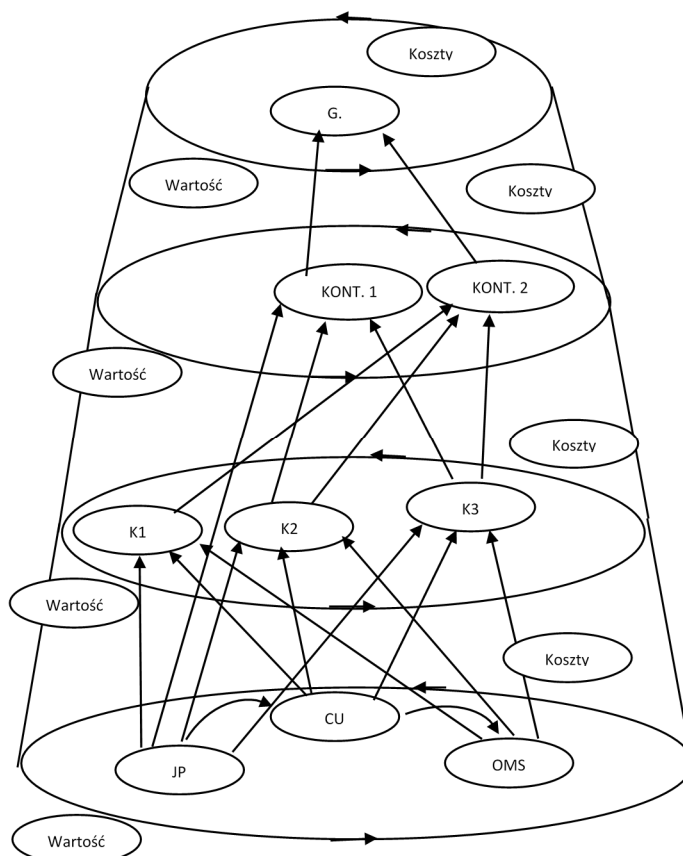 Koszty
G.
Wartość
Koszty
KONT. 1
KONT. 2
Wartość
Koszty
K1
K2
K3
Wartość
Koszty
CU
JP
OMS
Wartość